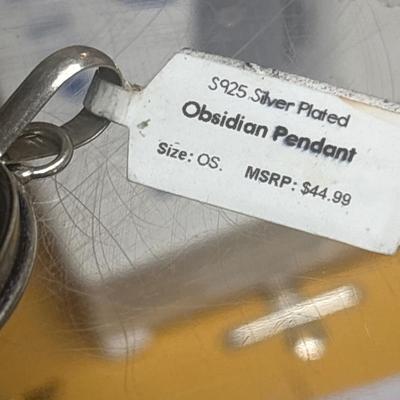 S925 Silver Plated
Obsidian Pendant
Size: OS.
MSRP: $44.99